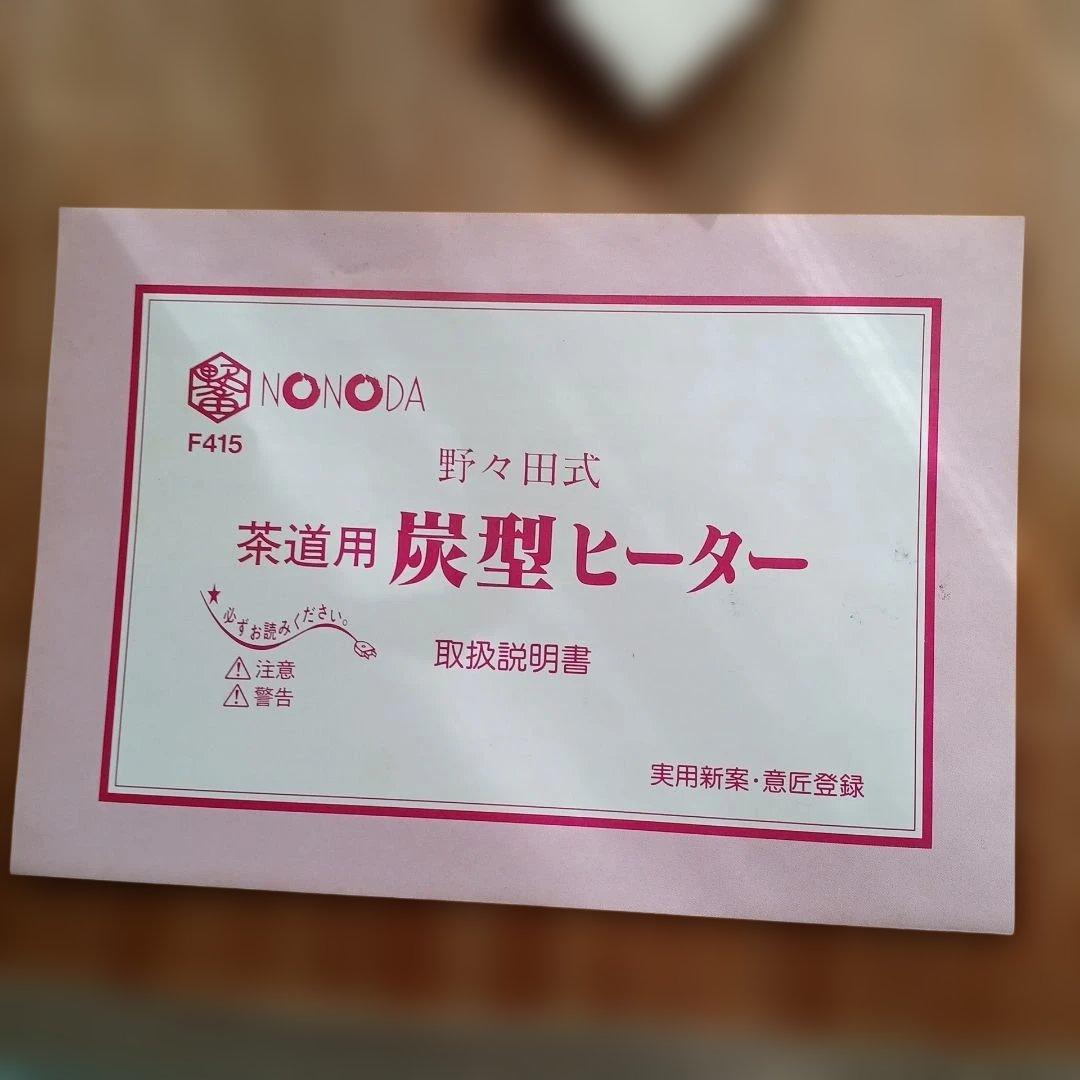 NONODA
F415
野々田式
茶道用 炭型ヒーター
★必ずお読みください。
取扱説明書
注意
警告
実用新案・意匠登録